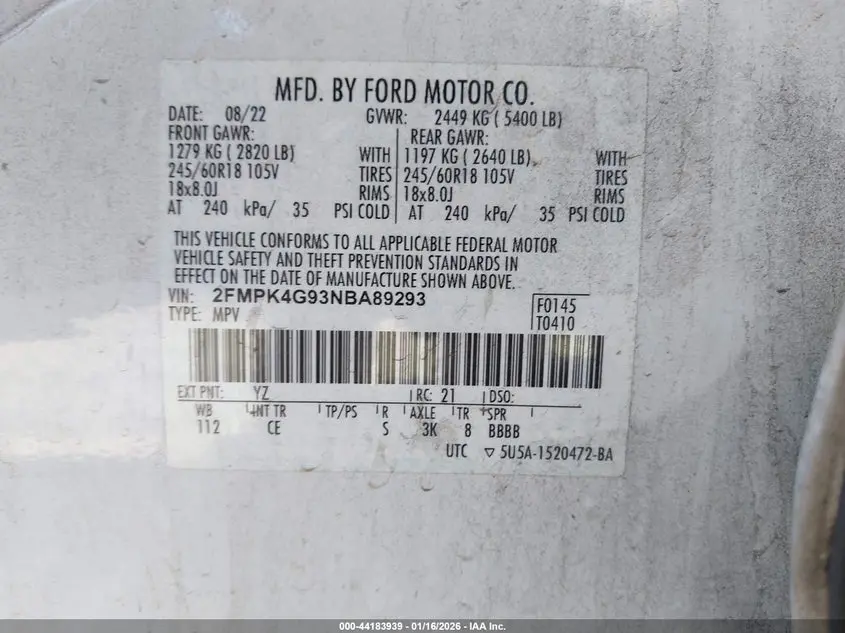 MFD. BY FORD MOTOR CO.
DATE: 08/22 GVWR: 2449 KG ( 5400 LB)
FRONT GAWR: REAR GAWR:
1279 KG ( 2820 LB) WITH 1197 KG ( 2640 LB) WITH
245/60R18 105V TIRES 245/60R18 105V TIRES
18x8.0J RIMS 18x8.0J RIMS
AT 240 kPa/ 35 PSI COLD AT 240 kPa/ 35 PSI COLD
THIS VEHICLE CONFORMS TO ALL APPLICABLE FEDERAL MOTOR
VEHICLE SAFETY AND THEFT PREVENTION STANDARDS IN
EFFECT ON THE DATE OF MANUFACTURE SHOWN ABOVE.
VIN: 2FMPK4G93NBA89293 F0145
TYPE: MPV T0410
EXT PNT: YZ RC: 21 DSO:
WB INT TR TP/PS R AXLE TR SPR
112 CE S 3K 8 BBBB
UTC ▽ 5U5A-1520472-BA
000-44183939 - 01/16/2026 - IAA Inc.